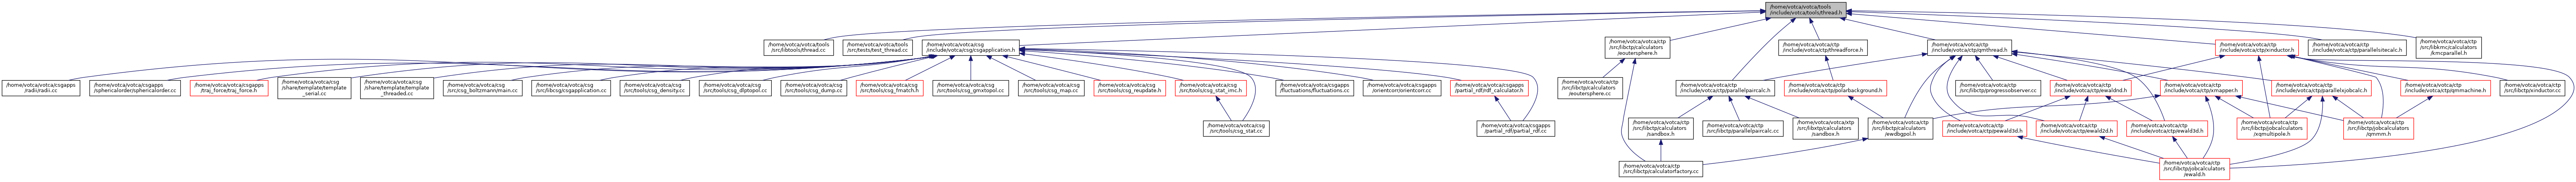 /home/votca/votca/tools
/include/votca/tools/thread.h
/home/votca/votca/tools
/src/libtools/thread.cc
/home/votca/votca/tools
/src/tests/test_thread.cc
/home/votca/votca/csg
/include/votca/csg/csgapplication.h
/home/votca/votca/ctp
/src/libctp/calculators
/eoutersphere.h
/home/votca/votca/ctp
/include/votca/ctp/threadforce.h
/home/votca/votca/ctp
/include/votca/ctp/qmthread.h
/home/votca/votca/ctp
/include/votca/ctp/xinductor.h
/home/votca/votca/ctp
/include/votca/ctp/parallelsitecalc.h
/home/votca/votca/ctp
/src/libkmc/calculators
/kmcparallel.h
/home/votca/votca/csgapps
/radii/radii.cc
/home/votca/votca/csgapps
/sphericalorder/sphericalorder.cc
/home/votca/votca/csgapps
/traj_force/traj_force.h
/home/votca/votca/csg
/share/template/template
_serial.cc
/home/votca/votca/csg
/share/template/template
_threaded.cc
/home/votca/votca/csg
/src/csg_boltzmann/main.cc
/home/votca/votca/csg
/src/libcsg/csgapplication.cc
/home/votca/votca/csg
/src/tools/csg_density.cc
/home/votca/votca/csg
/src/tools/csg_dlptopol.cc
/home/votca/votca/csg
/src/tools/csg_dump.cc
/home/votca/votca/csg
/src/tools/csg_fmatch.h
/home/votca/votca/csg
/src/tools/csg_gmxtopol.cc
/home/votca/votca/csg
/src/tools/csg_map.cc
/home/votca/votca/csg
/src/tools/csg_reupdate.h
/home/votca/votca/csg
/src/tools/csg_stat_imc.h
/home/votca/votca/csgapps
/fluctuations/fluctuations.cc
/home/votca/votca/csgapps
/orientcorr/orientcorr.cc
/home/votca/votca/csgapps
/partial_rdf/rdf_calculator.h
/home/votca/votca/ctp
/src/libctp/calculators
/eoutersphere.cc
/home/votca/votca/ctp
/include/votca/ctp/parallelpaircalc.h
/home/votca/votca/ctp
/include/votca/ctp/polarbackground.h
/home/votca/votca/ctp
/src/libctp/progressobserver.cc
/home/votca/votca/ctp
/include/votca/ctp/ewaldnd.h
/home/votca/votca/ctp
/include/votca/ctp/xmapper.h
/home/votca/votca/ctp
/include/votca/ctp/parallelxjobcalc.h
/home/votca/votca/ctp
/include/votca/ctp/qmmachine.h
/home/votca/votca/ctp
/src/libctp/xinductor.cc
/home/votca/votca/csg
/src/tools/csg_stat.cc
/home/votca/votca/csgapps
/partial_rdf/partial_rdf.cc
/home/votca/votca/ctp
/src/libctp/calculators
/sandbox.h
/home/votca/votca/ctp
/src/libctp/parallelpaircalc.cc
/home/votca/votca/xtp
/src/libxtp/calculators
/sandbox.h
/home/votca/votca/ctp
/src/libctp/calculators
/ewdbgpol.h
/home/votca/votca/ctp
/include/votca/ctp/pewald3d.h
/home/votca/votca/ctp
/include/votca/ctp/ewald2d.h
/home/votca/votca/ctp
/include/votca/ctp/ewald3d.h
/home/votca/votca/ctp
/src/libctp/jobcalculators
/xqmultipole.h
/home/votca/votca/ctp
/src/libctp/jobcalculators
/qmmm.h
/home/votca/votca/ctp
/src/libctp/calculatorfactory.cc
/home/votca/votca/ctp
/src/libctp/jobcalculators
/ewald.h